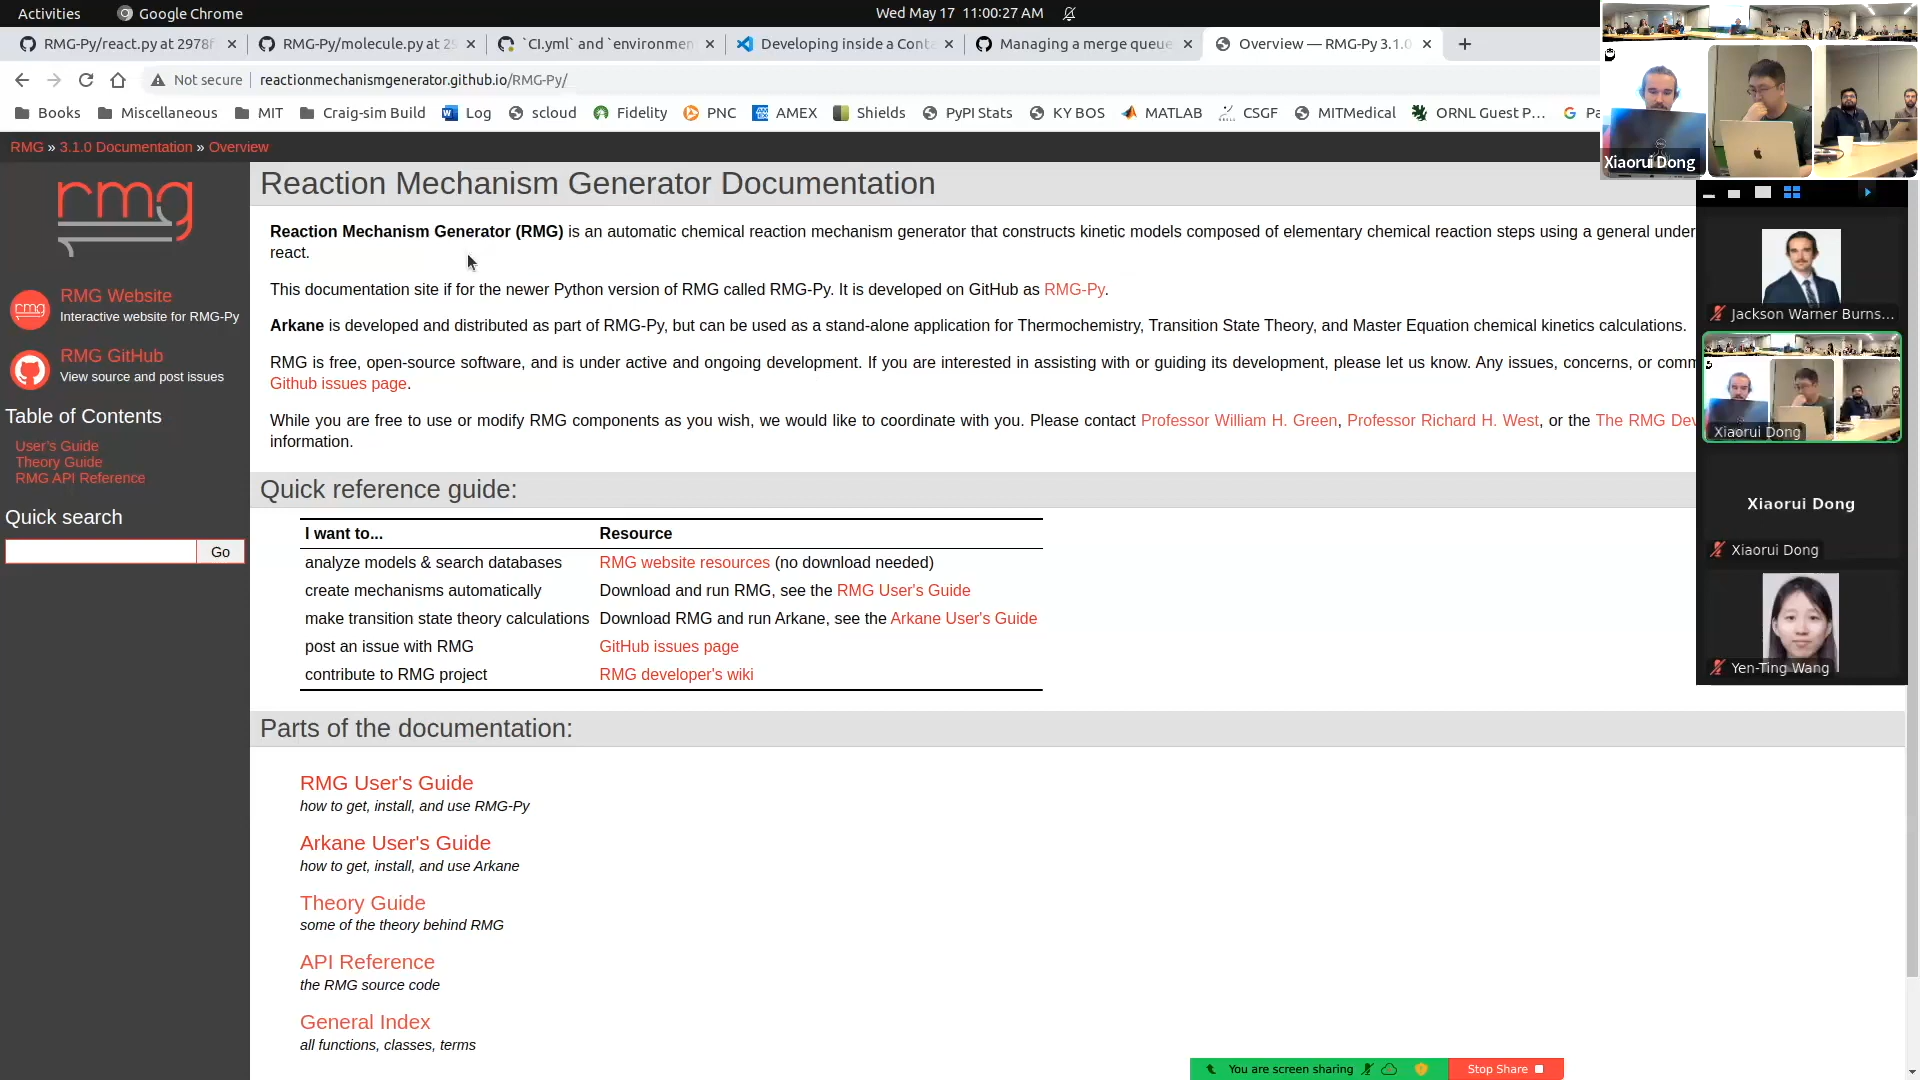 Activities Google Chrome Wed May 17 11:00:27 AM
RMG-Py/react.py at 2978f RMG-Py/molecule.py at 29 `CI.yml` and `environmen Developing inside a Cont Managing a merge queue Overview — RMG-Py 3.1.0
Not secure reactionmechanismgenerator.github.io/RMG-Py/
Books Miscellaneous MIT Craig-sim Build Log scloud Fidelity PNC AMEX Shields PyPI Stats KY BOS MATLAB CSGF MITMedical ORNL Guest P... Pa
RMG » 3.1.0 Documentation » Overview
Xiaorui Dong
rmg
RMG Website
Interactive website for RMG-Py
RMG GitHub
View source and post issues
Table of Contents
User's Guide
Theory Guide
RMG API Reference
Quick search
Go
Reaction Mechanism Generator Documentation
Reaction Mechanism Generator (RMG) is an automatic chemical reaction mechanism generator that constructs kinetic models composed of elementary chemical reaction steps using a general under
react.
This documentation site if for the newer Python version of RMG called RMG-Py. It is developed on GitHub as RMG-Py.
Arkane is developed and distributed as part of RMG-Py, but can be used as a stand-alone application for Thermochemistry, Transition State Theory, and Master Equation chemical kinetics calculations.
RMG is free, open-source software, and is under active and ongoing development. If you are interested in assisting with or guiding its development, please let us know. Any issues, concerns, or comm
Github issues page.
While you are free to use or modify RMG components as you wish, we would like to coordinate with you. Please contact Professor William H. Green, Professor Richard H. West, or the The RMG Dev
information.
Quick reference guide:
I want to... Resource
analyze models & search databases RMG website resources (no download needed)
create mechanisms automatically Download and run RMG, see the RMG User's Guide
make transition state theory calculations Download RMG and run Arkane, see the Arkane User's Guide
post an issue with RMG GitHub issues page
contribute to RMG project RMG developer's wiki
Parts of the documentation:
RMG User's Guide
how to get, install, and use RMG-Py
Arkane User's Guide
how to get, install, and use Arkane
Theory Guide
some of the theory behind RMG
API Reference
the RMG source code
General Index
all functions, classes, terms
Jackson Warner Burns...
Xiaorui Dong
Xiaorui Dong
Xiaorui Dong
Yen-Ting Wang
You are screen sharing Stop Share